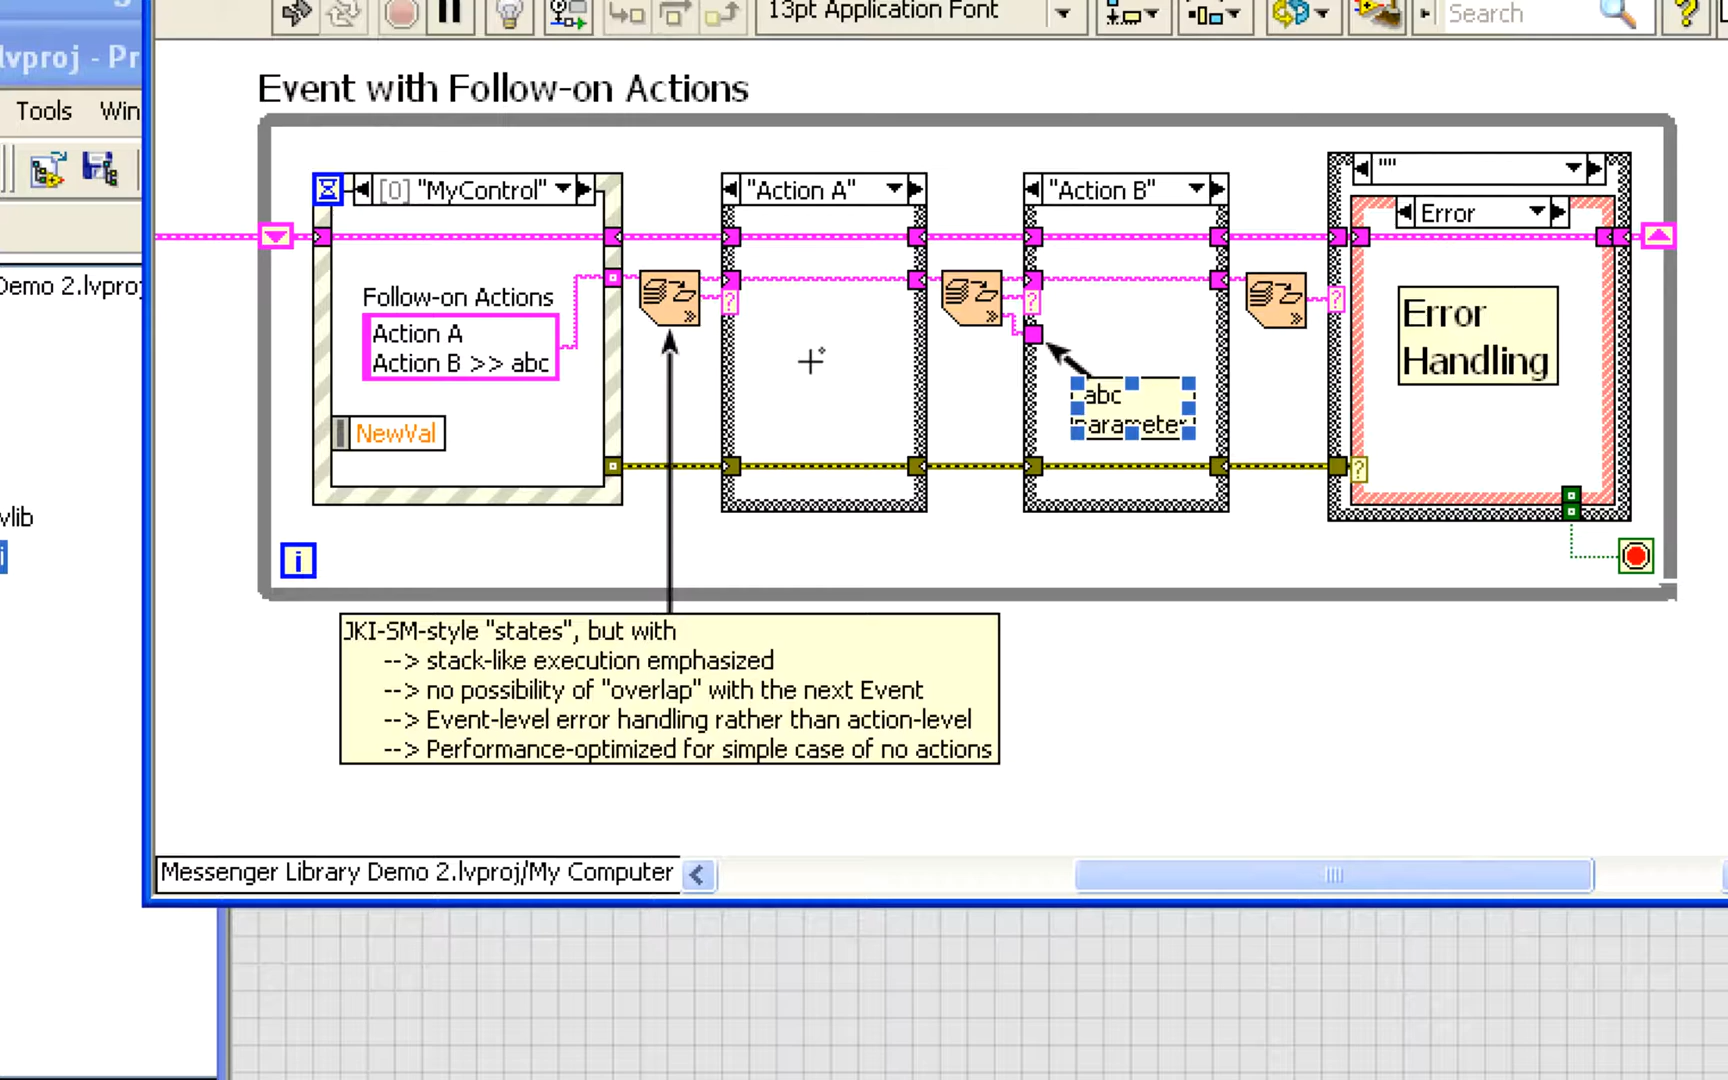 13pt Application Font
Search
lvproj - Pr
Tools Win
Event with Follow-on Actions
[0] "MyControl"
"Action A"
"Action B"
""
Error
Demo 2.lvproj
Follow-on Actions
Action A
Action B >> abc
NewVal
abc
parameter
Error
Handling
vlib
i
i
JKI-SM-style "states", but with
--> stack-like execution emphasized
--> no possibility of "overlap" with the next Event
--> Event-level error handling rather than action-level
--> Performance-optimized for simple case of no actions
Messenger Library Demo 2.lvproj/My Computer